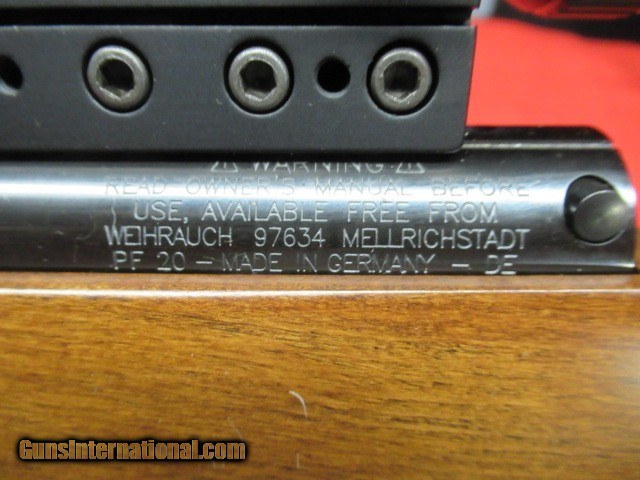 ⚠ WARNING ⚠
READ OWNER'S MANUAL BEFORE
USE, AVAILABLE FREE FROM
WEIHRAUCH 97634 MELLRICHSTADT
PF 20 - MADE IN GERMANY - DE
GunsInternational.com